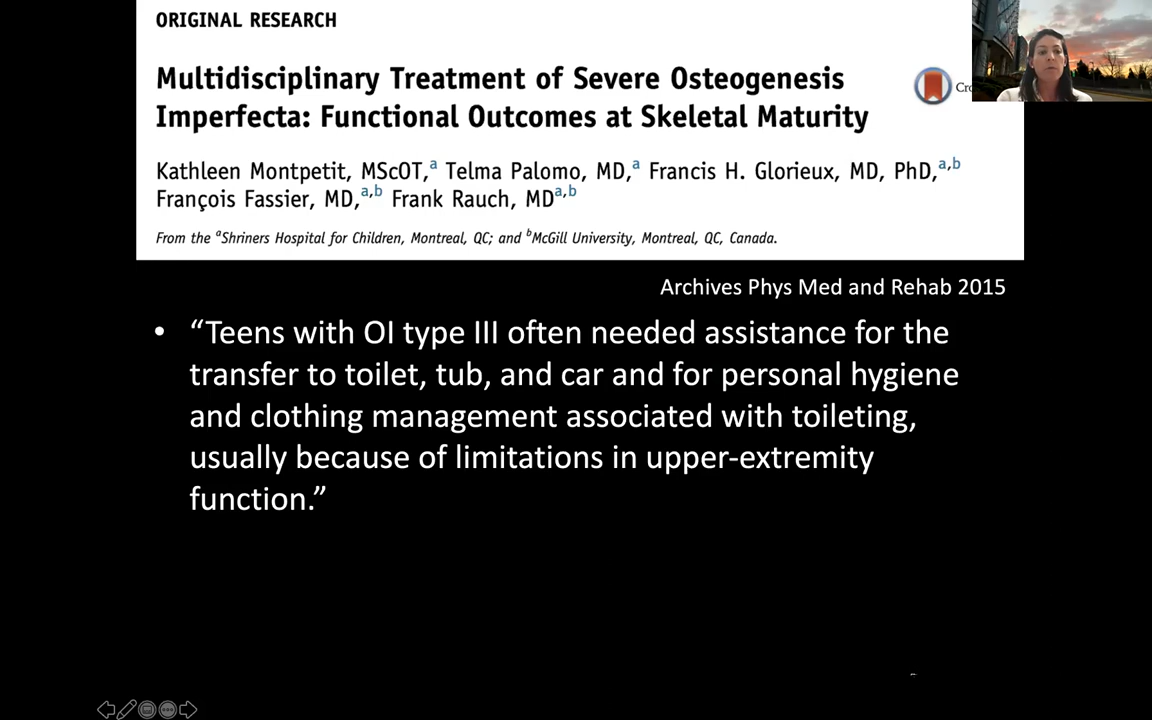 ORIGINAL RESEARCH
Multidisciplinary Treatment of Severe Osteogenesis
Imperfecta: Functional Outcomes at Skeletal Maturity
Kathleen Montpetit, MScOT,a Telma Palomo, MD,a Francis H. Glorieux, MD, PhD,a,b
François Fassier, MD,a,b Frank Rauch, MDa,b
From the aShriners Hospital for Children, Montreal, QC; and bMcGill University, Montreal, QC, Canada.
Archives Phys Med and Rehab 2015
• “Teens with OI type III often needed assistance for the
transfer to toilet, tub, and car and for personal hygiene
and clothing management associated with toileting,
usually because of limitations in upper-extremity
function.”